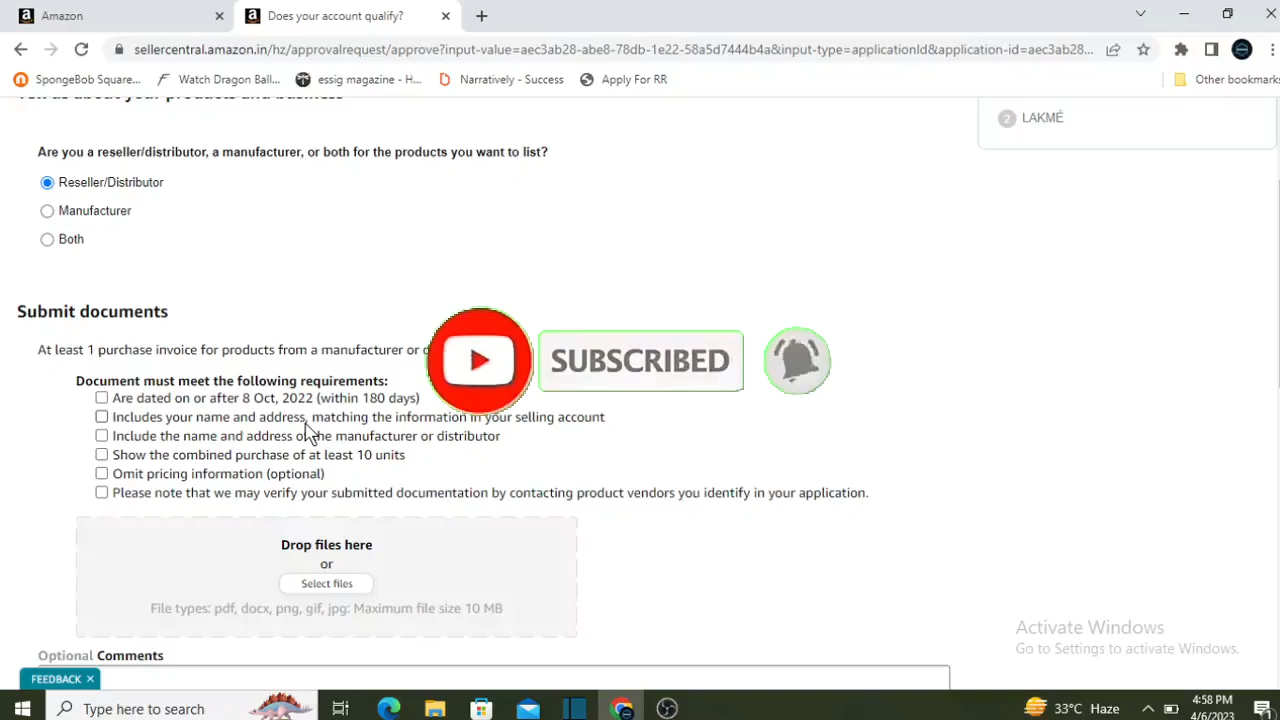 Amazon
Does your account qualify?
sellercentral.amazon.in/hz/approvalrequest/approve?input-value=aec3ab28-abe8-78db-1e22-58a5d7444b4a&input-type=applicationId&application-id=aec3ab28...
SpongeBob Square...
Watch Dragon Ball...
essig magazine - H...
Narratively - Success
Apply For RR
Other bookmarks
Tell us about your products and business
2 LAKMÉ
Are you a reseller/distributor, a manufacturer, or both for the products you want to list?
Reseller/Distributor
Manufacturer
Both
Submit documents
At least 1 purchase invoice for products from a manufacturer or
SUBSCRIBED
Document must meet the following requirements:
Are dated on or after 8 Oct, 2022 (within 180 days)
Includes your name and address, matching the information in your selling account
Include the name and address of the manufacturer or distributor
Show the combined purchase of at least 10 units
Omit pricing information (optional)
Please note that we may verify your submitted documentation by contacting product vendors you identify in your application.
Drop files here
or
Select files
File types: pdf, docx, png, gif, jpg: Maximum file size 10 MB
Activate Windows
Go to Settings to activate Windows.
Optional Comments
FEEDBACK
Type here to search
33°C Haze
4:58 PM
4/6/2023